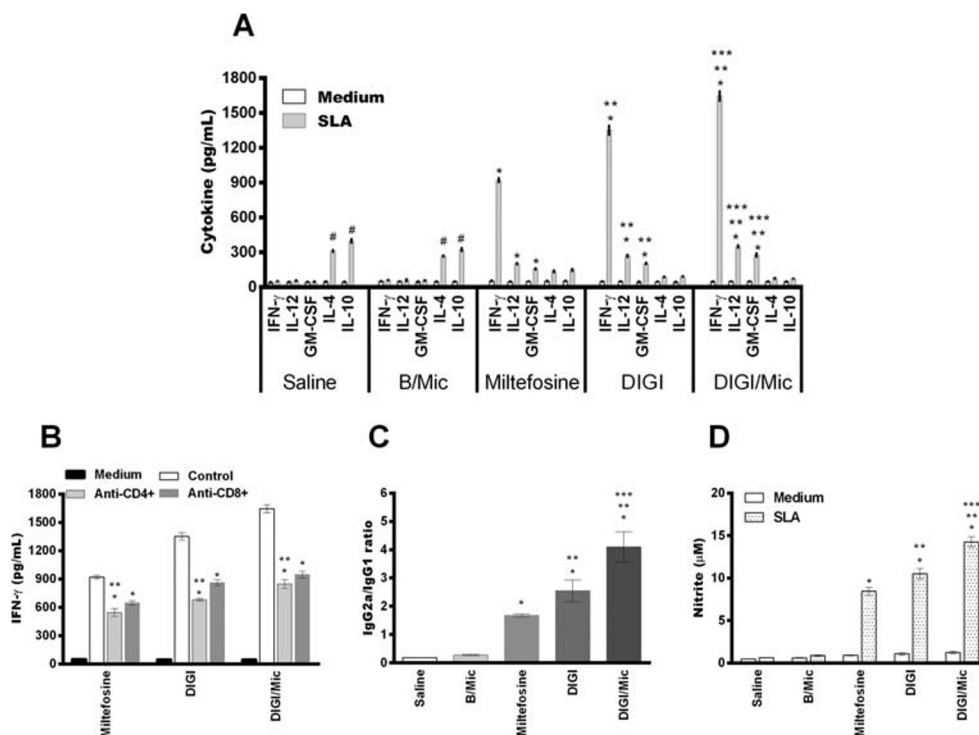 A
Cytokine (pg/mL)
1800
1500
1200
900
600
300
0
Medium
SLA
# # # # * * * ** * ** * ** * *** ** * *** ** * *** ** *
IFN-γ IL-12 GM-CSF IL-4 IL-10 IFN-γ IL-12 GM-CSF IL-4 IL-10 IFN-γ IL-12 GM-CSF IL-4 IL-10 IFN-γ IL-12 GM-CSF IL-4 IL-10 IFN-γ IL-12 GM-CSF IL-4 IL-10
Saline B/Mic Miltefosine DIGI DIGI/Mic
B
Medium Control
Anti-CD4+ Anti-CD8+
IFN-γ (pg/mL)
1800
1500
1200
900
600
300
0
** * * ** * * ** * *
Miltefosine DIGI DIGI/Mic
C
IgG2a/IgG1 ratio
6
5
4
3
2
1
0
* ** * *** ** *
Saline B/Mic Miltefosine DIGI DIGI/Mic
D
Nitrite (μM)
20
15
10
5
0
Medium
SLA
* ** * *** ** *
Saline B/Mic Miltefosine DIGI DIGI/Mic